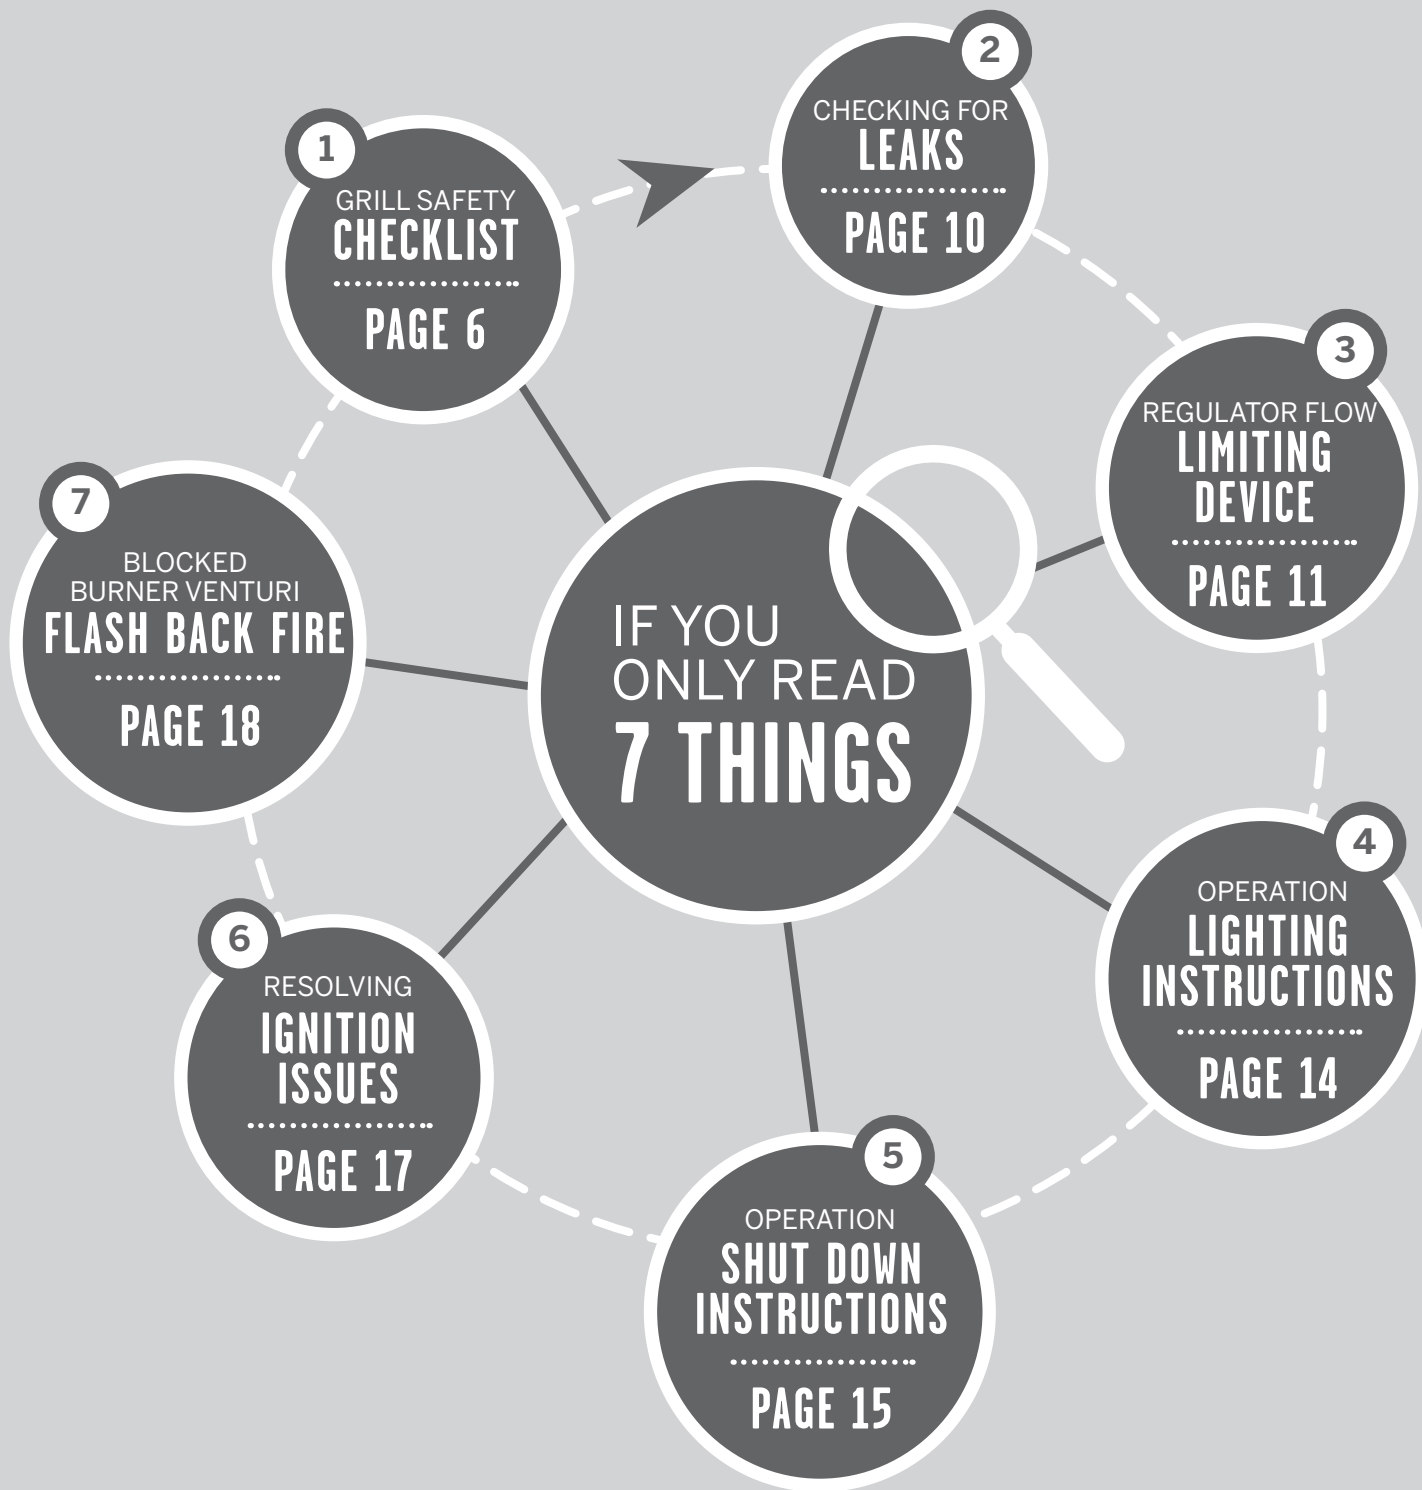 1
GRILL SAFETY
CHECKLIST
PAGE 6
2
CHECKING FOR
LEAKS
PAGE 10
3
REGULATOR FLOW
LIMITING
DEVICE
PAGE 11
4
OPERATION
LIGHTING
INSTRUCTIONS
PAGE 14
5
OPERATION
SHUT DOWN
INSTRUCTIONS
PAGE 15
6
RESOLVING
IGNITION
ISSUES
PAGE 17
7
BLOCKED
BURNER VENTURI
FLASH BACK FIRE
PAGE 18
IF YOU
ONLY READ
7 THINGS